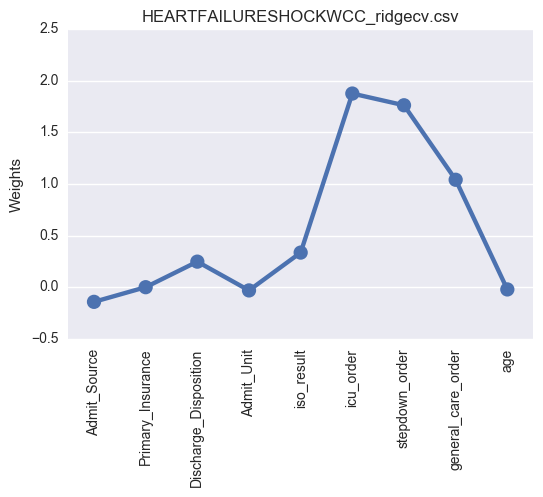 HEARTFAILURESHOCKWCC_ridgecv.csv
2.5
2.0
1.5
1.0
0.5
0.0
−0.5
Weights
Admit_Source
Primary_Insurance
Discharge_Disposition
Admit_Unit
iso_result
icu_order
stepdown_order
general_care_order
age